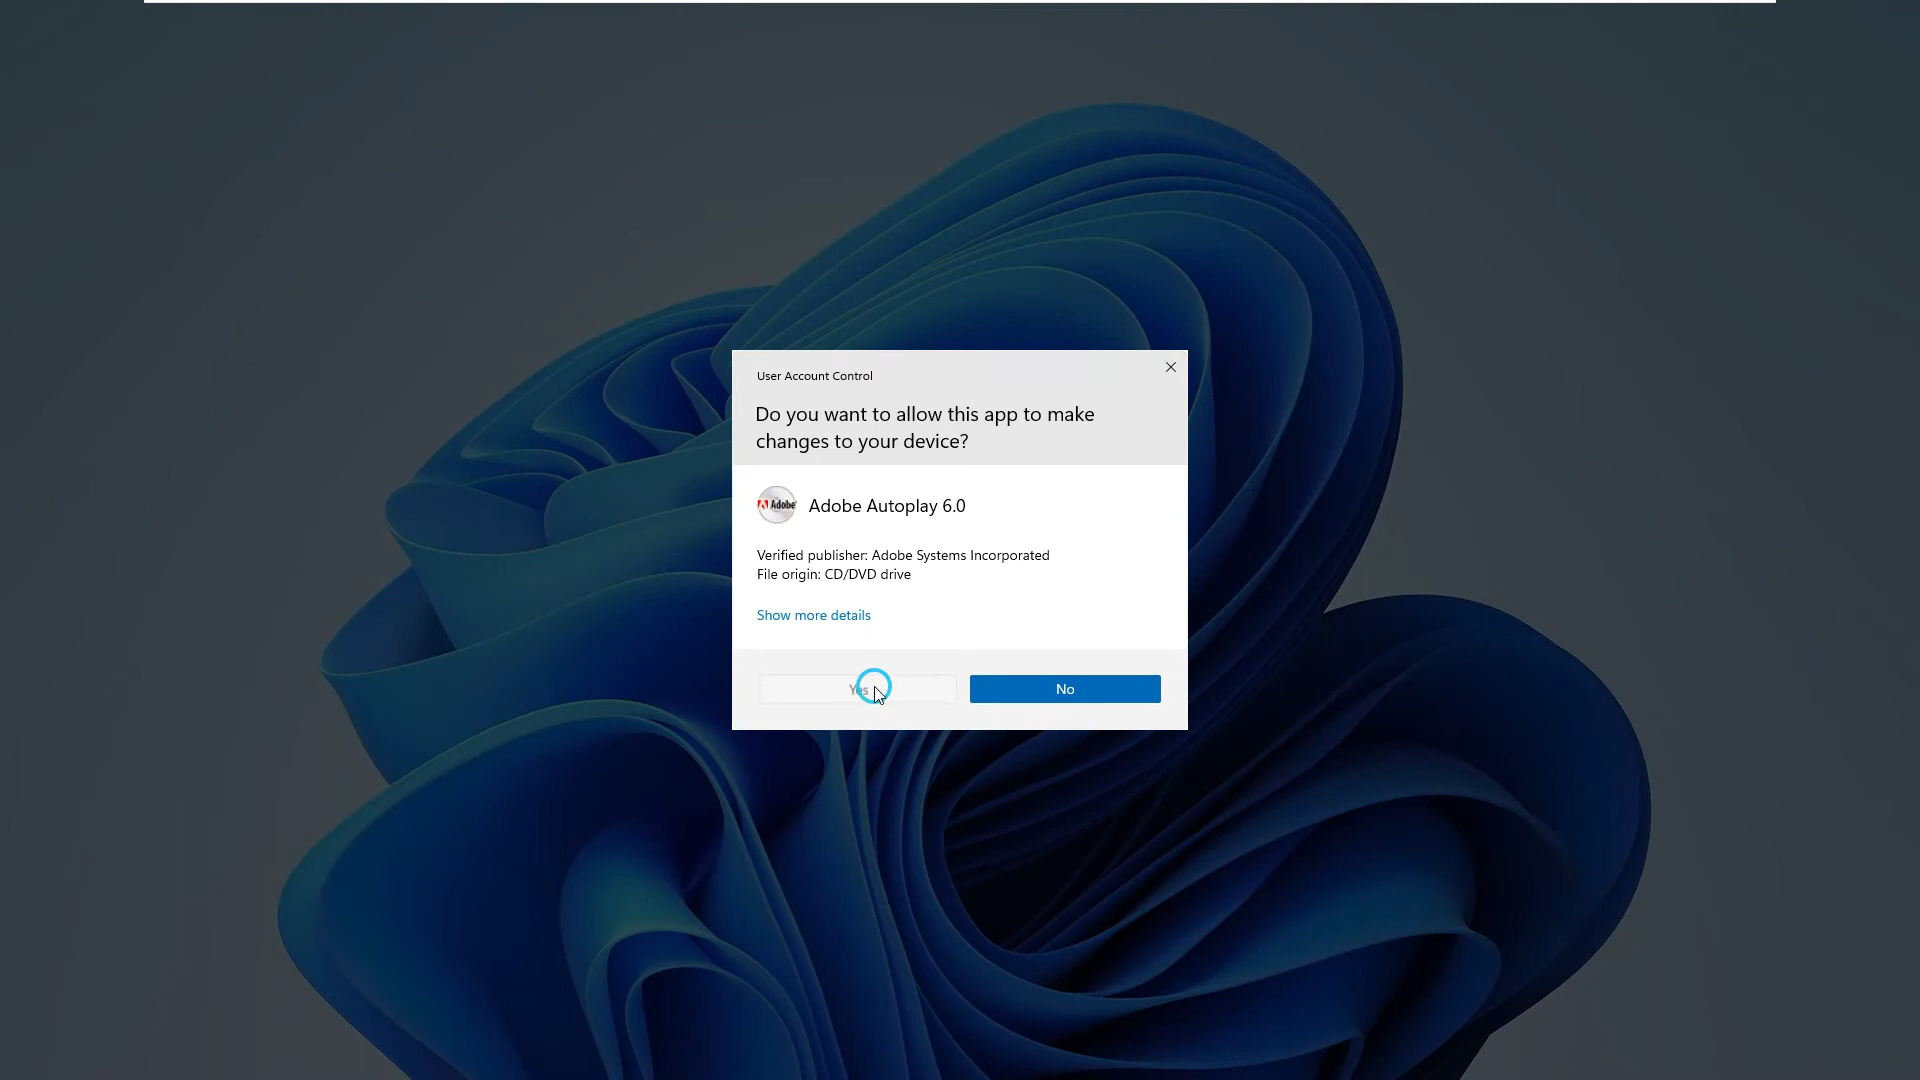 User Account Control
Do you want to allow this app to make
changes to your device?
Adobe
Adobe Autoplay 6.0
Verified publisher: Adobe Systems Incorporated
File origin: CD/DVD drive
Show more details
Yes
No